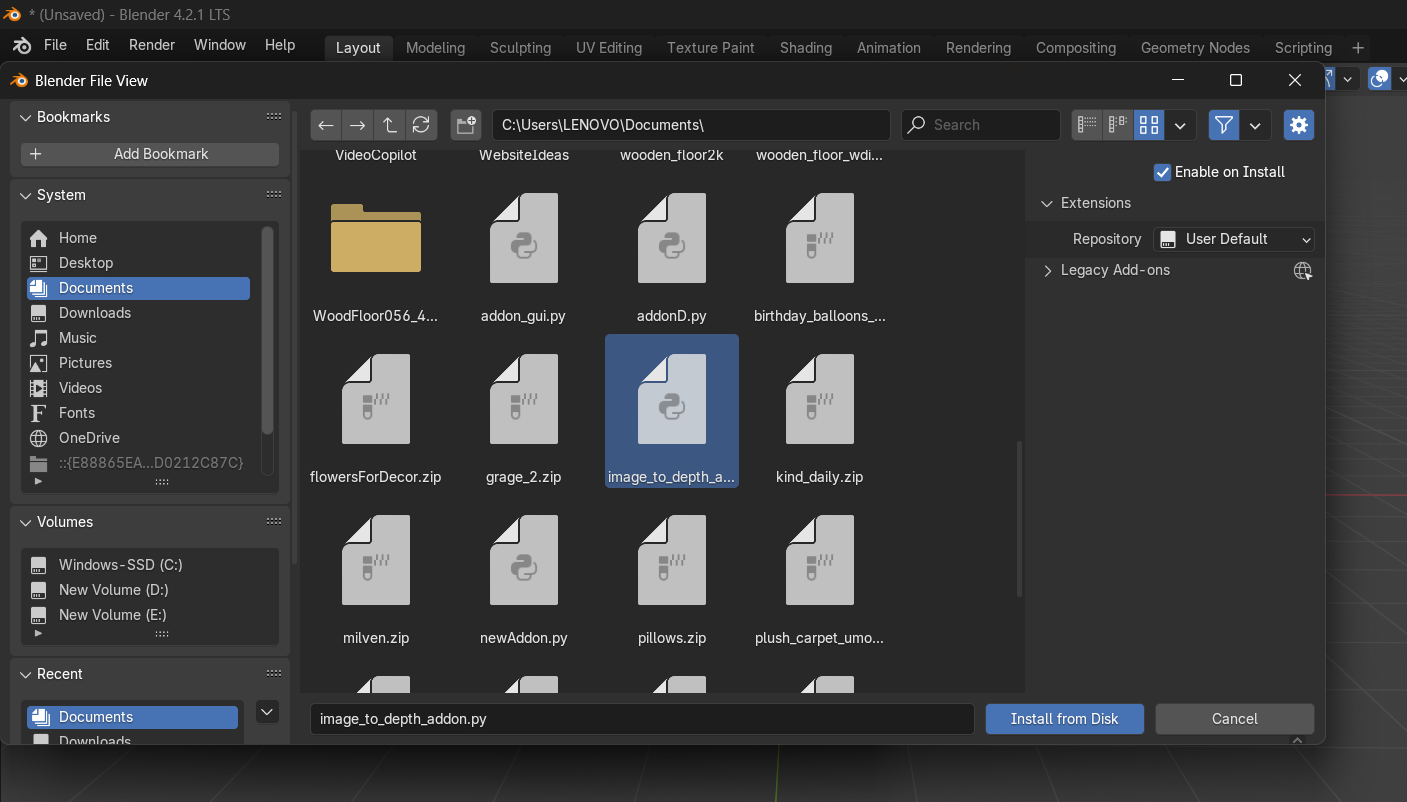 * (Unsaved) - Blender 4.2.1 LTS
File Edit Render Window Help Layout Modeling Sculpting UV Editing Texture Paint Shading Animation Rendering Compositing Geometry Nodes Scripting +
Blender File View
Bookmarks
Add Bookmark
System
Home
Desktop
Documents
Downloads
Music
Pictures
Videos
Fonts
OneDrive
::{E88865EA...D0212C87C}
Volumes
Windows-SSD (C:)
New Volume (D:)
New Volume (E:)
Recent
Documents
Downloads
C:\Users\LENOVO\Documents\
Search
VideoCopilot WebsiteIdeas wooden_floor2k wooden_floor_wdi...
WoodFloor056_4... addon_gui.py addonD.py birthday_balloons_...
flowersForDecor.zip grage_2.zip image_to_depth_a... kind_daily.zip
milven.zip newAddon.py pillows.zip plush_carpet_umo...
Enable on Install
Extensions
Repository User Default
Legacy Add-ons
image_to_depth_addon.py
Install from Disk
Cancel